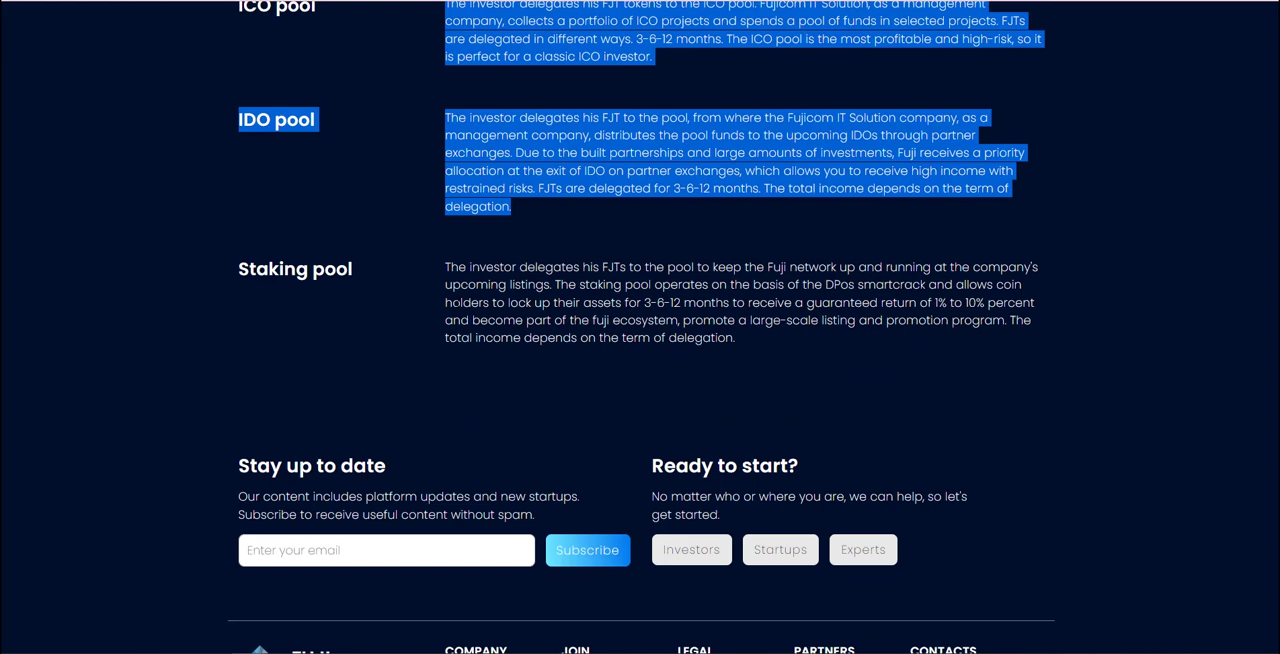 ICO pool
The investor delegates his FJT tokens to the ICO pool. Fujicom IT Solution, as a management
company, collects a portfolio of ICO projects and spends a pool of funds in selected projects. FJTs
are delegated in different ways. 3-6-12 months. The ICO pool is the most profitable and high-risk, so it
is perfect for a classic ICO investor.
IDO pool
The investor delegates his FJT to the pool, from where the Fujicom IT Solution company, as a
management company, distributes the pool funds to the upcoming IDOs through partner
exchanges. Due to the built partnerships and large amounts of investments, Fuji receives a priority
allocation at the exit of IDO on partner exchanges, which allows you to receive high income with
restrained risks. FJTs are delegated for 3-6-12 months. The total income depends on the term of
delegation.
Staking pool
The investor delegates his FJTs to the pool to keep the Fuji network up and running at the company's
upcoming listings. The staking pool operates on the basis of the DPos smartcrack and allows coin
holders to lock up their assets for 3-6-12 months to receive a guaranteed return of 1% to 10% percent
and become part of the fuji ecosystem, promote a large-scale listing and promotion program. The
total income depends on the term of delegation.
Stay up to date
Our content includes platform updates and new startups.
Subscribe to receive useful content without spam.
Enter your email
Subscribe
Ready to start?
No matter who or where you are, we can help, so let's
get started.
Investors
Startups
Experts
COMPANY
JOIN
LEGAL
PARTNERS
CONTACTS